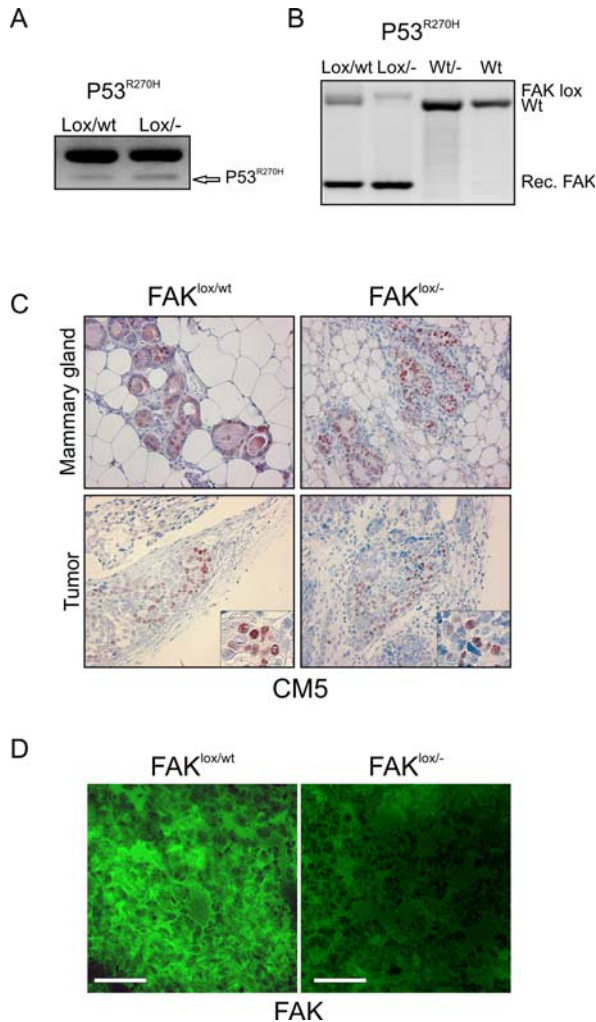 A
P53R270H
Lox/wt Lox/-
P53R270H
B
P53R270H
Lox/wt Lox/- Wt/- Wt
FAK lox
Wt
Rec. FAK
C
FAKlox/wt FAKlox/-
Mammary gland
Tumor
CM5
D
FAKlox/wt FAKlox/-
FAK